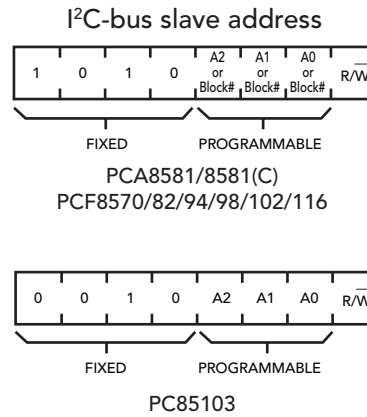 I²C-bus slave address
1 0 1 0 A2 or Block# A1 or Block# A0 or Block# R/W̅
FIXED PROGRAMMABLE
PCA8581/8581(C)
PCF8570/82/94/98/102/116
0 0 1 0 A2 A1 A0 R/W̅
FIXED PROGRAMMABLE
PC85103